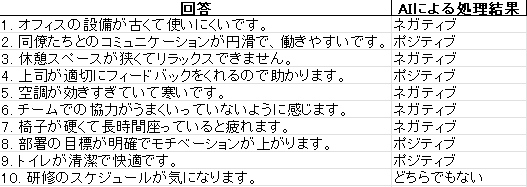 回答 AIによる処理結果
1. オフィスの設備が古くて使いにくいです。 ネガティブ
2. 同僚たちとのコミュニケーションが円滑で、働きやすいです。 ポジティブ
3. 休憩スペースが狭くてリラックスできません。 ネガティブ
4. 上司が適切にフィードバックをくれるので助かります。 ポジティブ
5. 空調が効きすぎていて寒いです。 ネガティブ
6. チームでの協力がうまくいっていないように感じます。 ネガティブ
7. 椅子が硬くて長時間座っていると疲れます。 ネガティブ
8. 部署の目標が明確でモチベーションが上がります。 ポジティブ
9. トイレが清潔で快適です。 ポジティブ
10. 研修のスケジュールが気になります。 どちらでもない